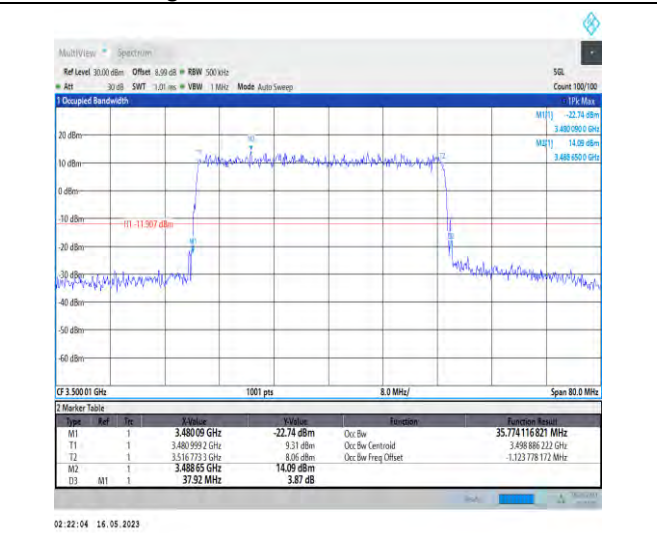 MultiView Spectrum
Ref Level 30.00 dBm Offset 8.99 dB RBW 500 kHz SGL
Att 30 dB SWT 1.01 ms VBW 1 MHz Mode Auto Sweep Count 100/100
1 Occupied Bandwidth 1Pk Max
M1[1] -22.74 dBm
3.480 090 0 GHz
M2[1] 14.09 dBm
3.488 650 0 GHz
20 dBm
M2
T1
T2
10 dBm
0 dBm
-10 dBm
H1 -11.907 dBm
M1
-20 dBm
-30 dBm
-40 dBm
-50 dBm
-60 dBm
CF 3.500 01 GHz 1001 pts 8.0 MHz/ Span 80.0 MHz
2 Marker Table
Type Ref Trc X-Value Y-Value Function Function Result
M1 1 3.480 09 GHz -22.74 dBm Occ Bw 35.774 116 821 MHz
T1 1 3.480 999 2 GHz 9.31 dBm Occ Bw Centroid 3.498 886 222 GHz
T2 1 3.516 773 3 GHz 8.06 dBm Occ Bw Freq Offset -1.123 778 172 MHz
M2 1 3.488 65 GHz 14.09 dBm
D3 M1 1 37.92 MHz 3.87 dB
02:22:04 16.05.2023